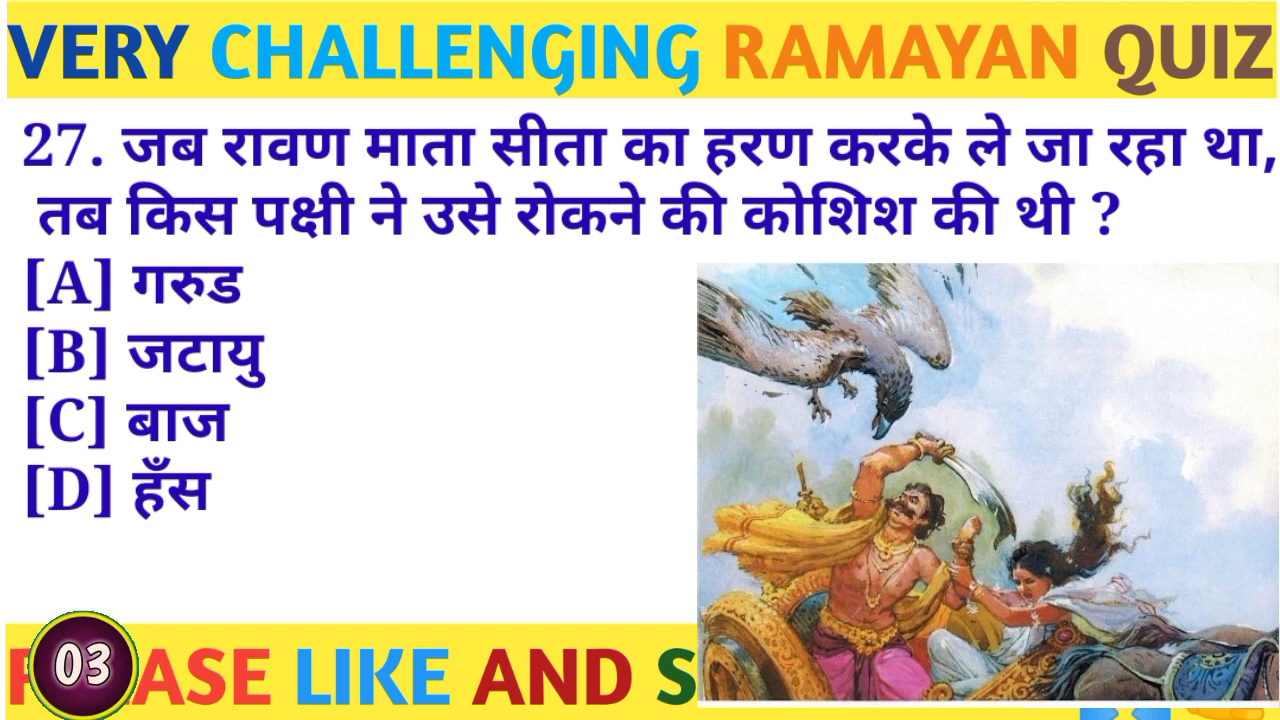 VERY CHALLENGING RAMAYAN QUIZ
27. जब रावण माता सीता का हरण करके ले जा रहा था,
तब किस पक्षी ने उसे रोकने की कोशिश की थी ?
[A] गरुड
[B] जटायु
[C] बाज
[D] हँस
03
LIKE AND